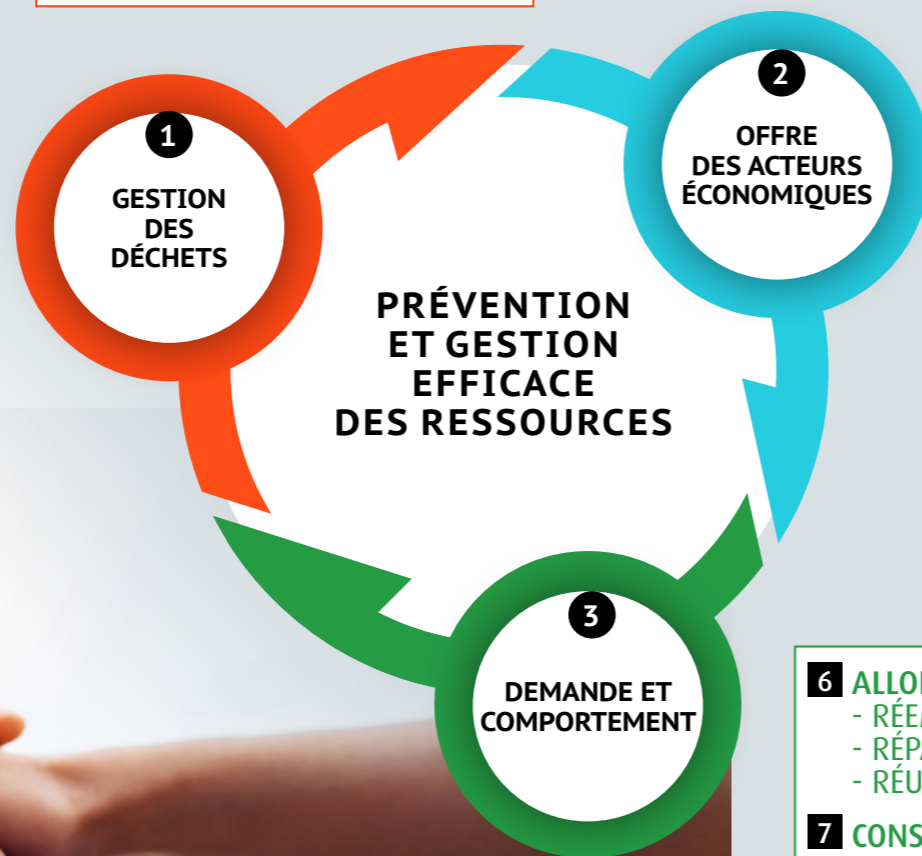 1
GESTION
DES
DÉCHETS
2
OFFRE
DES ACTEURS
ÉCONOMIQUES
PRÉVENTION
ET GESTION
EFFICACE
DES RESSOURCES
3
DEMANDE ET
COMPORTEMENT
6
-
-
-
7